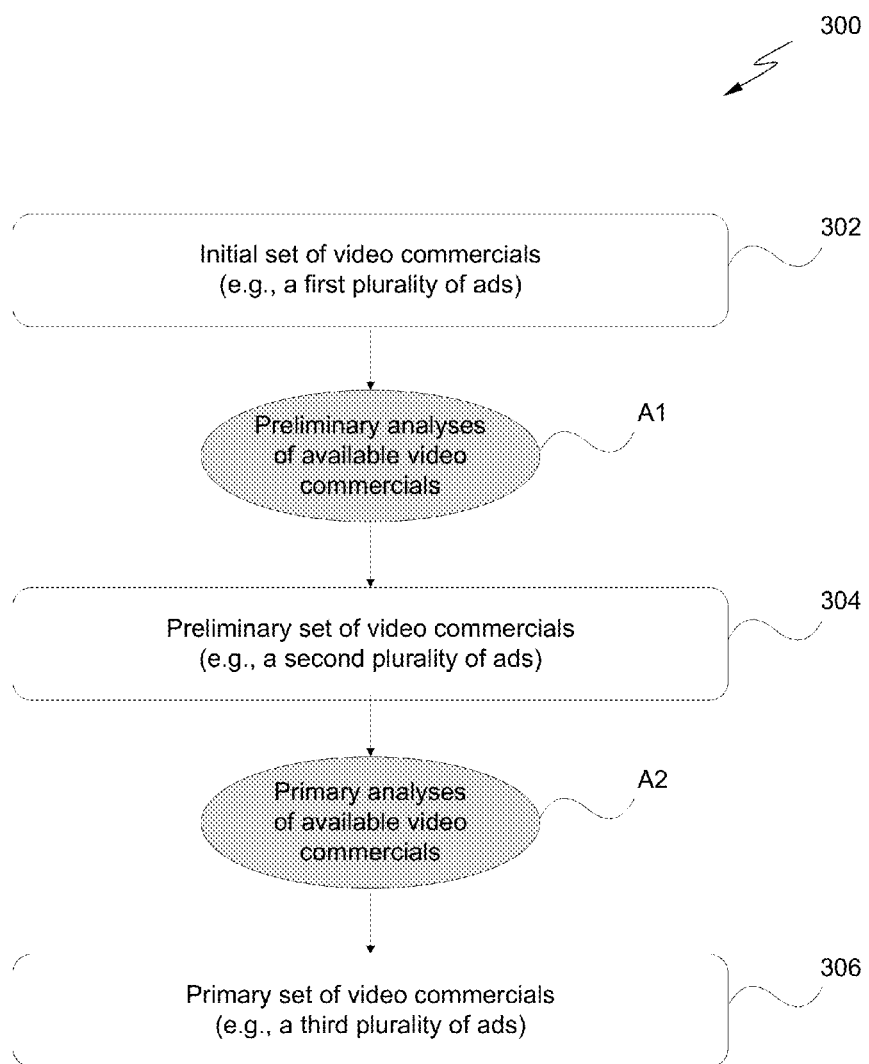 300
302
Initial set of video commercials
(e.g., a first plurality of ads)
A1
Preliminary analyses
of available video
commercials
304
Preliminary set of video commercials
(e.g., a second plurality of ads)
A2
Primary analyses
of available video
commercials
306
Primary set of video commercials
(e.g., a third plurality of ads)